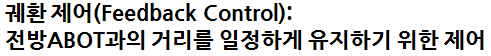 궤환 제어(Feedback Control):
전방ABOT과의 거리를 일정하게 유지하기 위한 제어